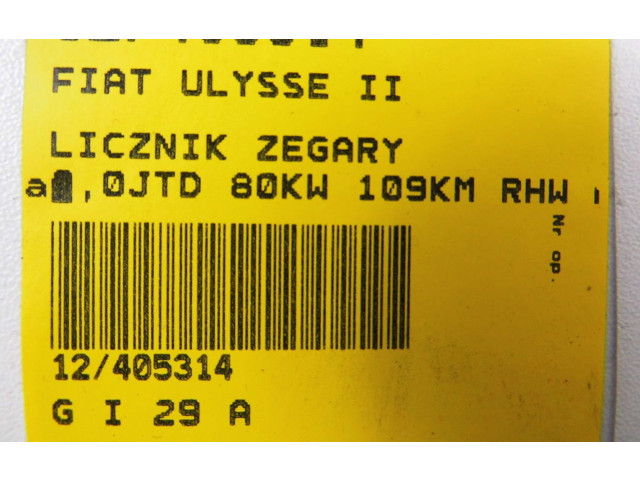 FIAT ULYSSE II
LICZNIK ZEGARY
,0JTD 80KW 109KM RHW
Nr op.
12/405314
G I 29 A